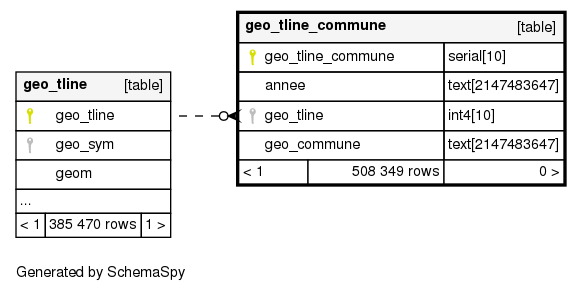 geo_tline_commune [table]
geo_tline_commune serial[10]
annee text[2147483647]
geo_tline int4[10]
geo_commune text[2147483647]
< 1 508 349 rows 0 >
geo_tline [table]
geo_tline
geo_sym
geom
...
< 1 385 470 rows 1 >
Generated by SchemaSpy